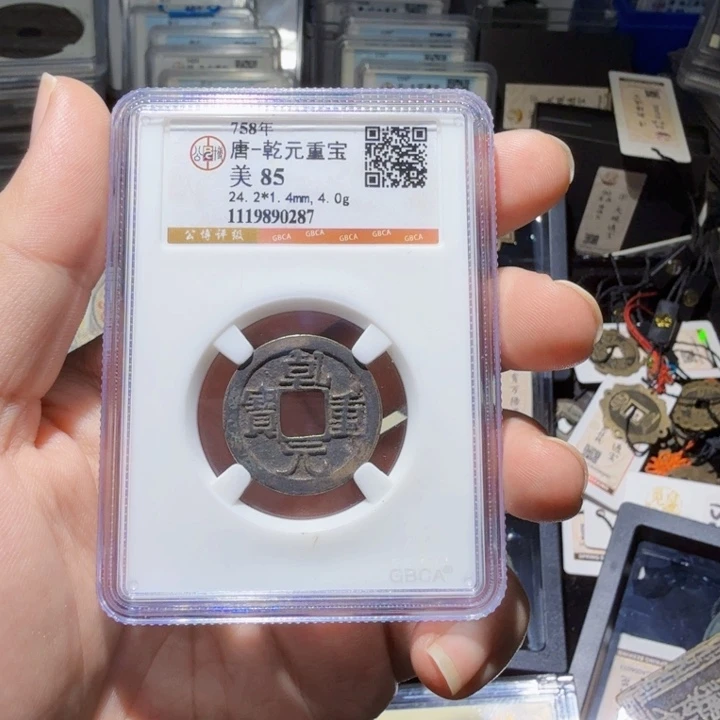 758年
唐-乾元重宝
美 85
24.2*1.4mm,4.0g
1119890287
公博评级 GBCA GBCA GBCA GBCA GBCA
乾
寶 重
元
GBCA®